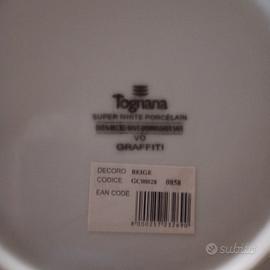 Tognana
SUPER WHITE PORCELAIN
VO
GRAFFITI
DECORO BEIGE
CODICE GC00028 0858
EAN CODE
subito